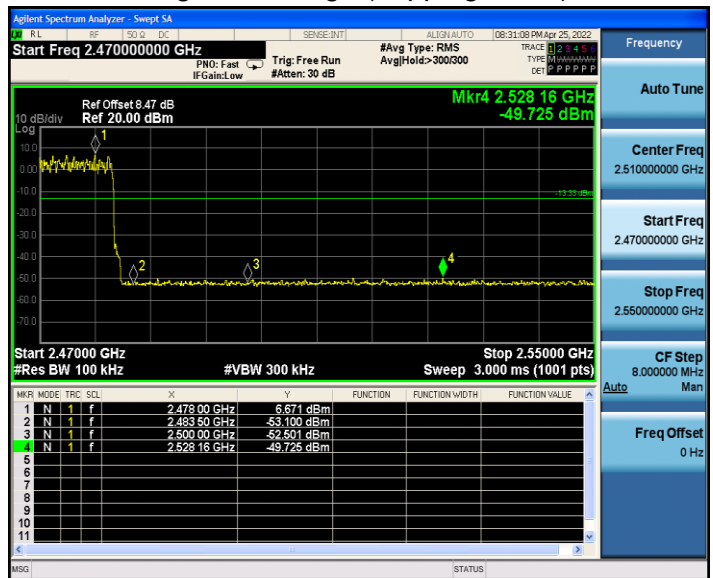 Agilent Spectrum Analyzer - Swept SA
RL RF 50 Ω DC SENSE:INT ALIGN AUTO 08:31:08 PM Apr 25, 2022
Start Freq 2.470000000 GHz
PNO: Fast
IFGain:Low
Trig: Free Run
#Atten: 30 dB
#Avg Type: RMS
Avg|Hold:>300/300
TRACE 1 2 3 4 5 6
TYPE M
DET P P P P P P
Mkr4 2.528 16 GHz
-49.725 dBm
Ref Offset 8.47 dB
10 dB/div Ref 20.00 dBm
Log
10.0
0.00
-10.0
-20.0
-30.0
-40.0
-50.0
-60.0
-70.0
1
2
3
4
-13.33 dBm
Start 2.47000 GHz Stop 2.55000 GHz
#Res BW 100 kHz #VBW 300 kHz Sweep 3.000 ms (1001 pts)
MKR MODE TRC SCL X Y FUNCTION FUNCTION WIDTH FUNCTION VALUE
1 N 1 f 2.478 00 GHz 6.671 dBm
2 N 1 f 2.483 50 GHz -53.100 dBm
3 N 1 f 2.500 00 GHz -52.501 dBm
4 N 1 f 2.528 16 GHz -49.725 dBm
5
6
7
8
9
10
11
MSG STATUS
Frequency
Auto Tune
Center Freq
2.510000000 GHz
Start Freq
2.470000000 GHz
Stop Freq
2.550000000 GHz
CF Step
8.000000 MHz
Auto Man
Freq Offset
0 Hz